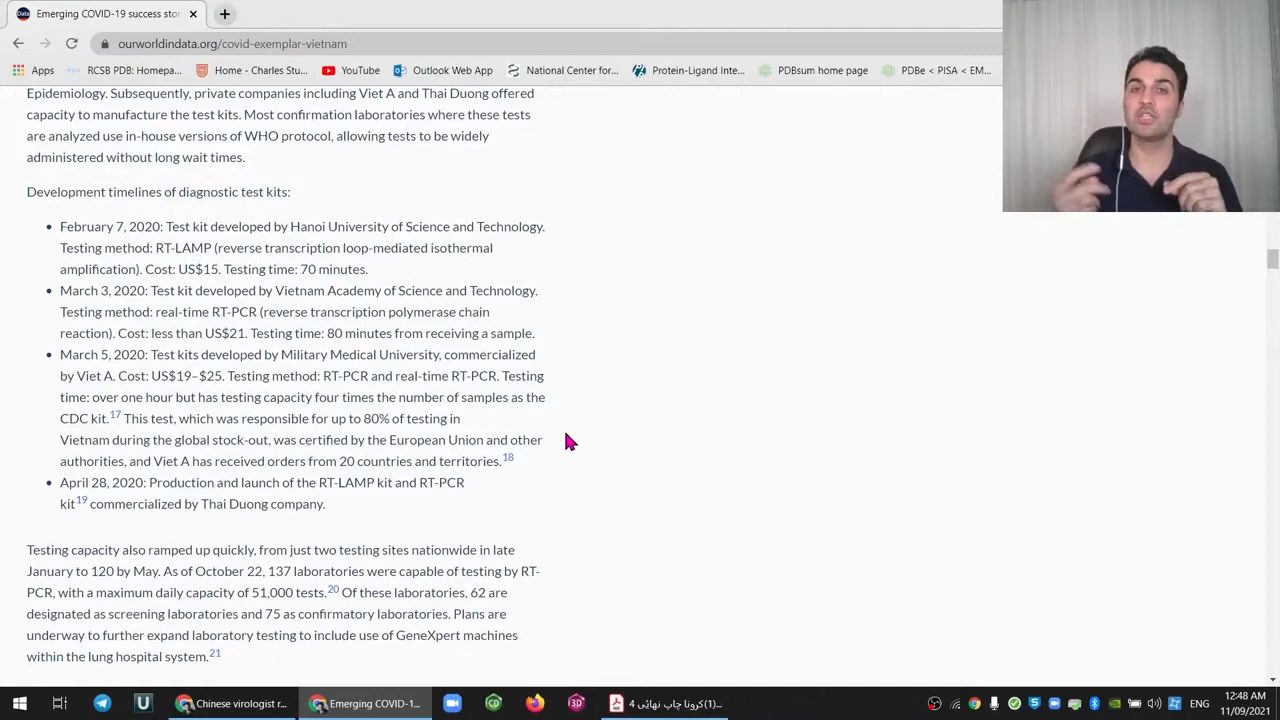 Emerging COVID-19 success stor
ourworldindata.org/covid-exemplar-vietnam
Apps
RCSB PDB: Homepa...
Home - Charles Stu...
YouTube
Outlook Web App
National Center for...
Protein-Ligand Inte...
PDBsum home page
PDBe < PISA < EM...
Epidemiology. Subsequently, private companies including Viet A and Thai Duong offered
capacity to manufacture the test kits. Most confirmation laboratories where these tests
are analyzed use in-house versions of WHO protocol, allowing tests to be widely
administered without long wait times.
Development timelines of diagnostic test kits:
February 7, 2020: Test kit developed by Hanoi University of Science and Technology.
Testing method: RT-LAMP (reverse transcription loop-mediated isothermal
amplification). Cost: US$15. Testing time: 70 minutes.
March 3, 2020: Test kit developed by Vietnam Academy of Science and Technology.
Testing method: real-time RT-PCR (reverse transcription polymerase chain
reaction). Cost: less than US$21. Testing time: 80 minutes from receiving a sample.
March 5, 2020: Test kits developed by Military Medical University, commercialized
by Viet A. Cost: US$19–$25. Testing method: RT-PCR and real-time RT-PCR. Testing
time: over one hour but has testing capacity four times the number of samples as the
CDC kit.17 This test, which was responsible for up to 80% of testing in
Vietnam during the global stock-out, was certified by the European Union and other
authorities, and Viet A has received orders from 20 countries and territories.18
April 28, 2020: Production and launch of the RT-LAMP kit and RT-PCR
kit19 commercialized by Thai Duong company.
Testing capacity also ramped up quickly, from just two testing sites nationwide in late
January to 120 by May. As of October 22, 137 laboratories were capable of testing by RT-
PCR, with a maximum daily capacity of 51,000 tests.20 Of these laboratories, 62 are
designated as screening laboratories and 75 as confirmatory laboratories. Plans are
underway to further expand laboratory testing to include use of GeneXpert machines
within the lung hospital system.21
Chinese virologist r...
Emerging COVID-1...
کرونا چاپ نهائی 4(1)...
ENG
12:48 AM
11/09/2021